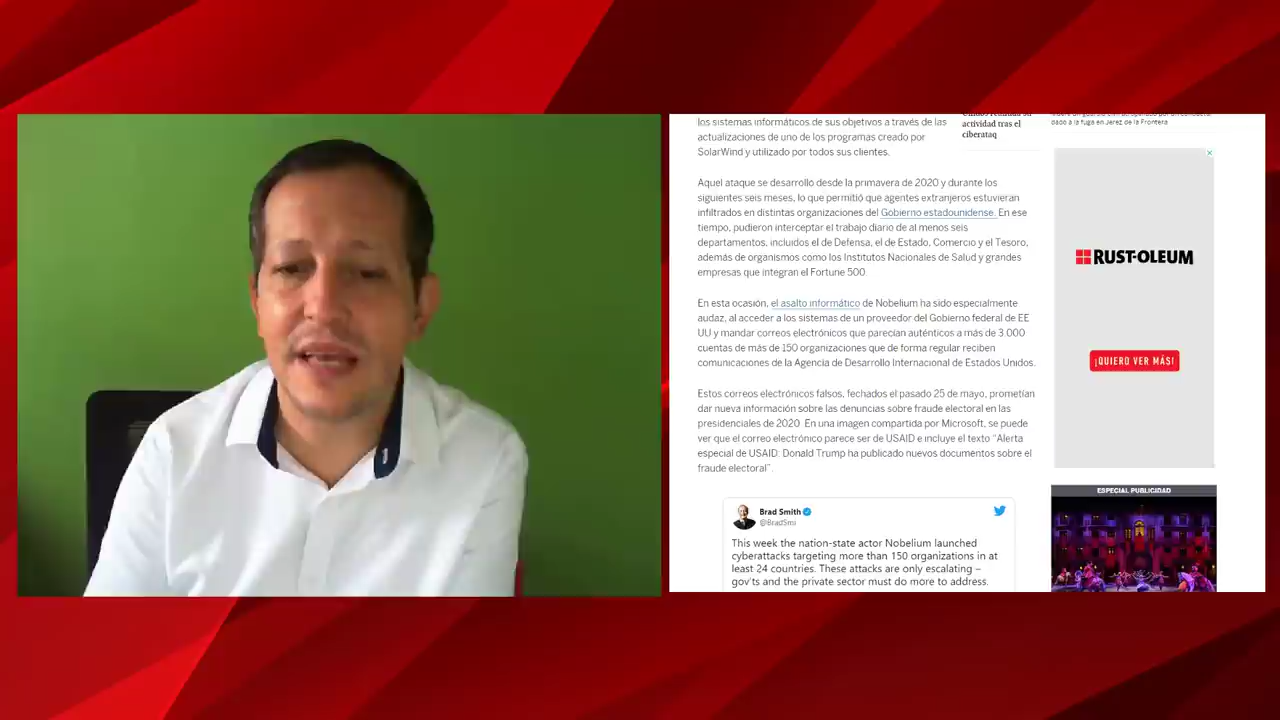 los sistemas informáticos de sus objetivos a través de las
actualizaciones de uno de los programas creado por
SolarWind y utilizado por todos sus clientes.
Aquel ataque se desarrollo desde la primavera de 2020 y durante los
siguientes seis meses, lo que permitió que agentes extranjeros estuvieran
infiltrados en distintas organizaciones del Gobierno estadounidense. En ese
tiempo, pudieron interceptar el trabajo diario de al menos seis
departamentos, incluidos el de Defensa, el de Estado, Comercio y el Tesoro,
además de organismos como los Institutos Nacionales de Salud y grandes
empresas que integran el Fortune 500.
En esta ocasión, el asalto informático de Nobelium ha sido especialmente
audaz, al acceder a los sistemas de un proveedor del Gobierno federal de EE
UU y mandar correos electrónicos que parecían auténticos a más de 3.000
cuentas de más de 150 organizaciones que de forma regular reciben
comunicaciones de la Agencia de Desarrollo Internacional de Estados Unidos.
Estos correos electrónicos falsos, fechados el pasado 25 de mayo, prometían
dar nueva información sobre las denuncias sobre fraude electoral en las
presidenciales de 2020. En una imagen compartida por Microsoft, se puede
ver que el correo electrónico parece ser de USAID e incluye el texto "Alerta
especial de USAID: Donald Trump ha publicado nuevos documentos sobre el
fraude electoral".
Brad Smith
@BradSmi
This week the nation-state actor Nobelium launched
cyberattacks targeting more than 150 organizations in at
least 24 countries. These attacks are only escalating –
gov'ts and the private sector must do more to address.
actividad tras el
ciberataq
dado a la fuga en Jerez de la Frontera
RUST-OLEUM
¡QUIERO VER MÁS!
ESPECIAL PUBLICIDAD